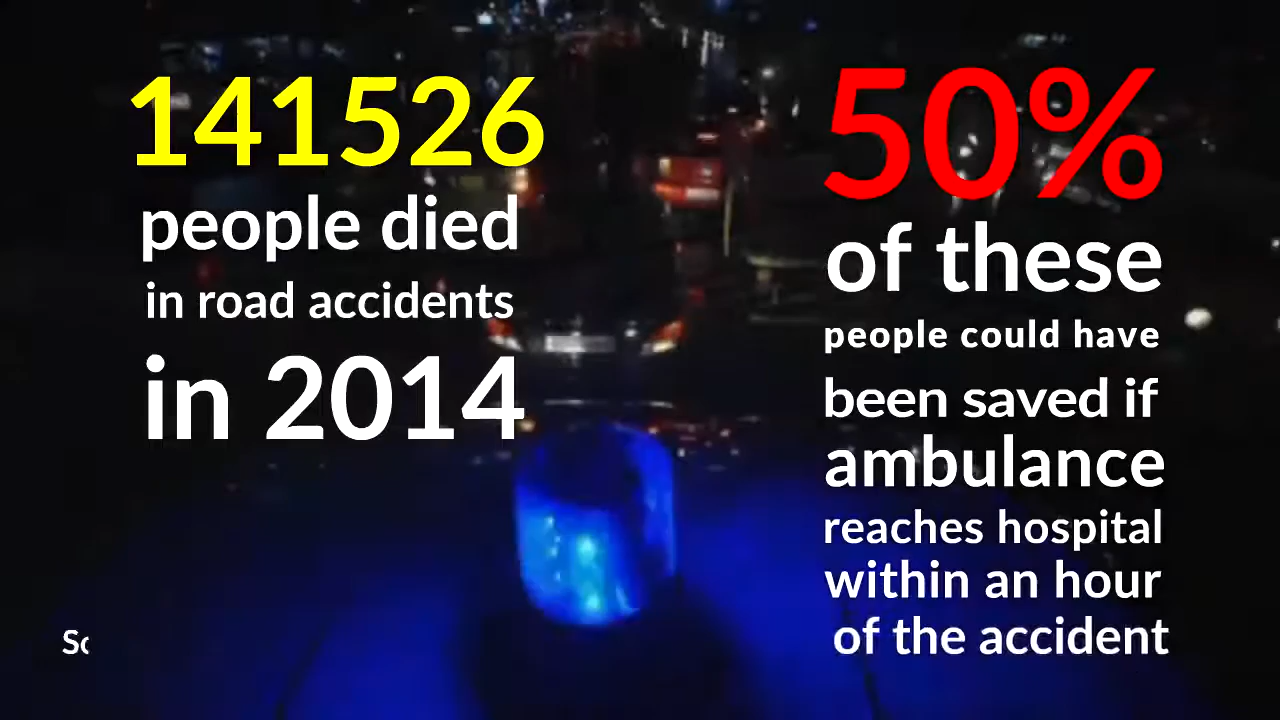 141526
people died
in road accidents
in 2014
50%
of these
people could have
been saved if
ambulance
reaches hospital
within an hour
of the accident